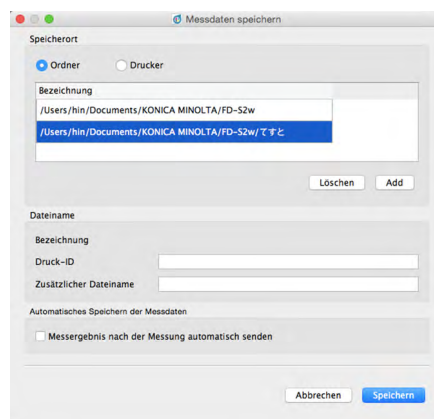 Messdaten speichern
Speicherort
Ordner Drucker
Bezeichnung
/Users/hin/Documents/KONICA MINOLTA/FD-S2w
/Users/hin/Documents/KONICA MINOLTA/FD-S2w/てすと
Löschen Add
Dateiname
Bezeichnung
Druck-ID
Zusätzlicher Dateiname
Automatisches Speichern der Messdaten
Messergebnis nach der Messung automatisch senden
Abbrechen Speichern